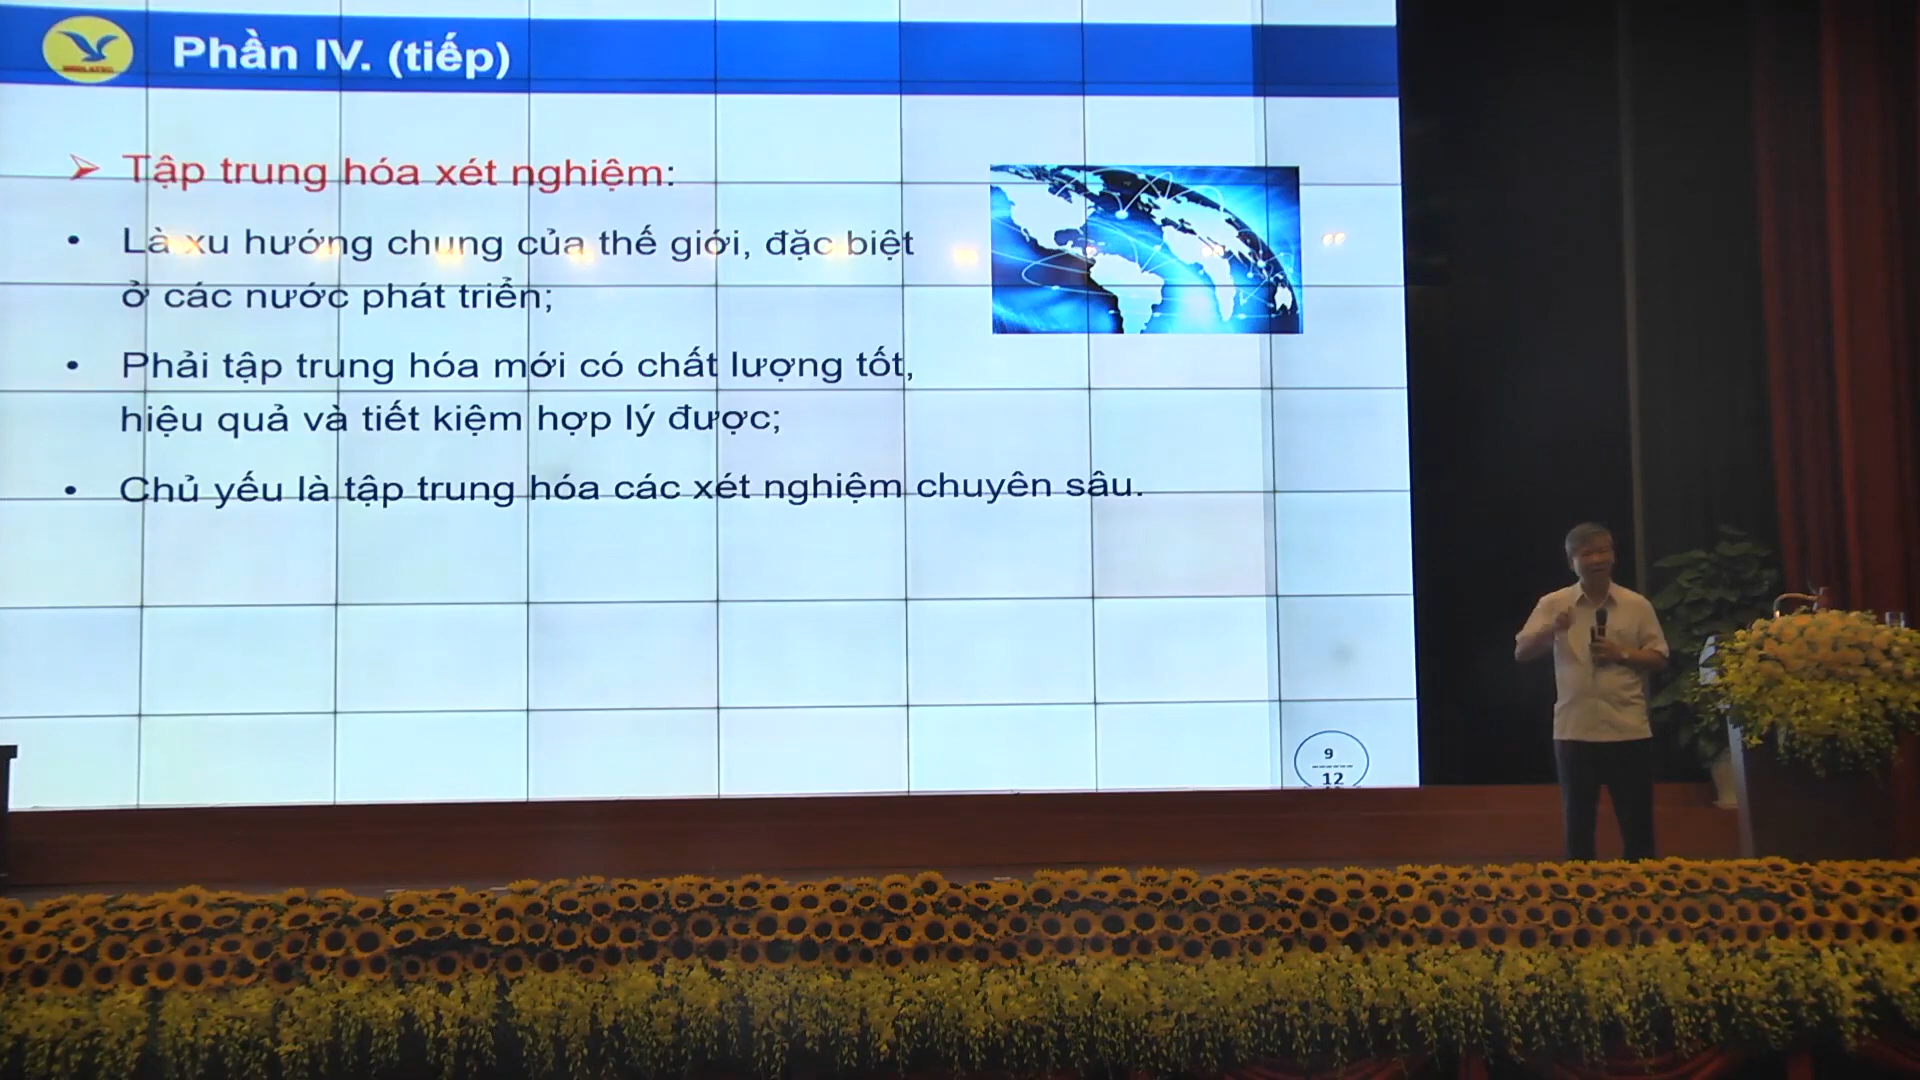 Phần IV. (tiếp)
➢ Tập trung hóa xét nghiệm:
• Là xu hướng chung của thế giới, đặc biệt
ở các nước phát triển;
• Phải tập trung hóa mới có chất lượng tốt,
hiệu quả và tiết kiệm hợp lý được;
• Chủ yếu là tập trung hóa các xét nghiệm chuyên sâu.
9
------
12